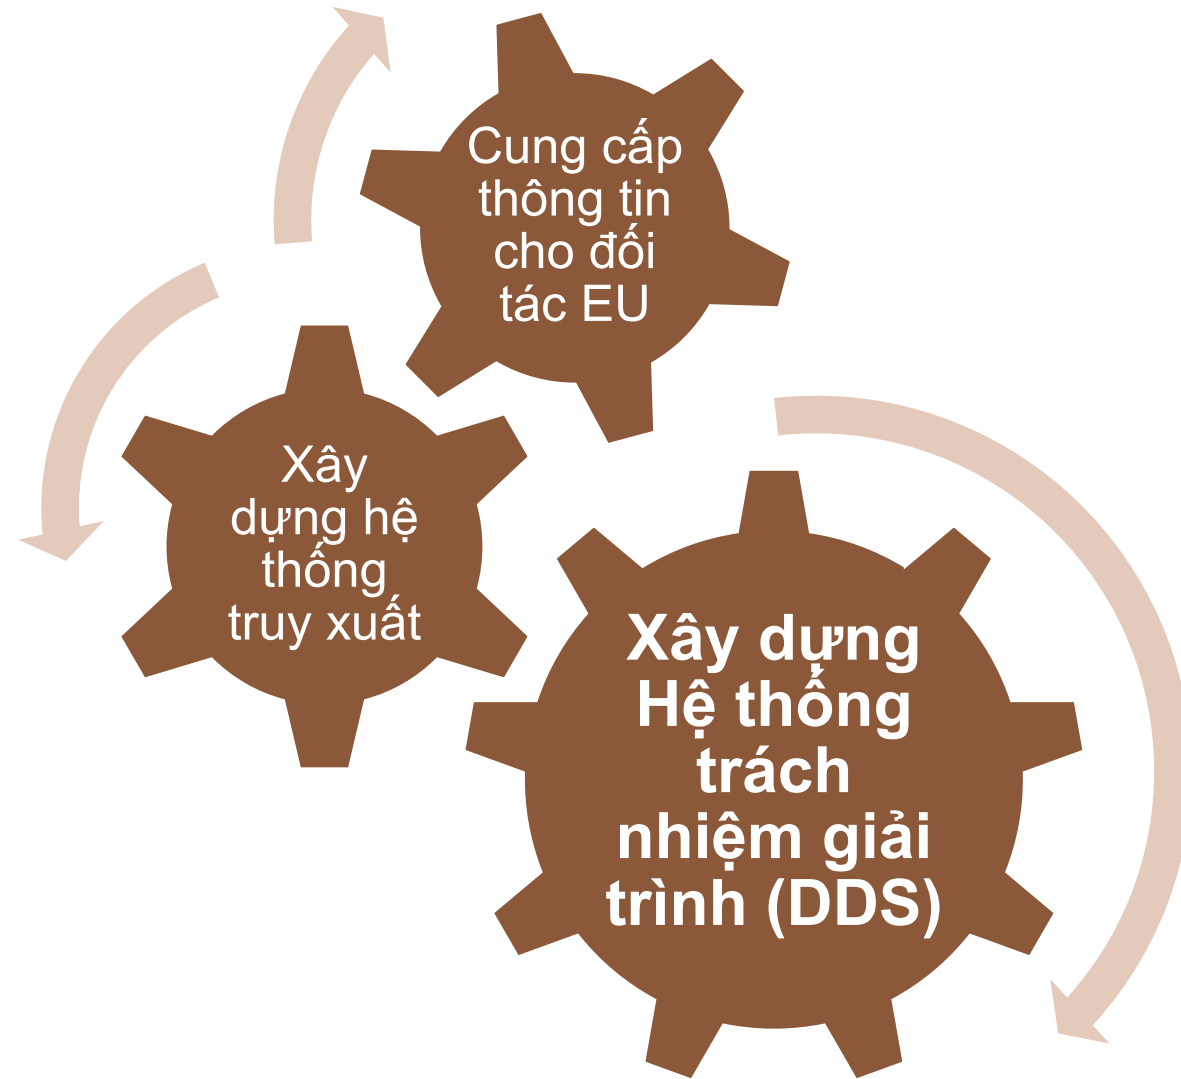 Cung cấp
thông tin
cho đối
tác EU
Xây
dựng hệ
thống
truy xuất
Xây dựng
Hệ thống
trách
nhiệm giải
trình (DDS)